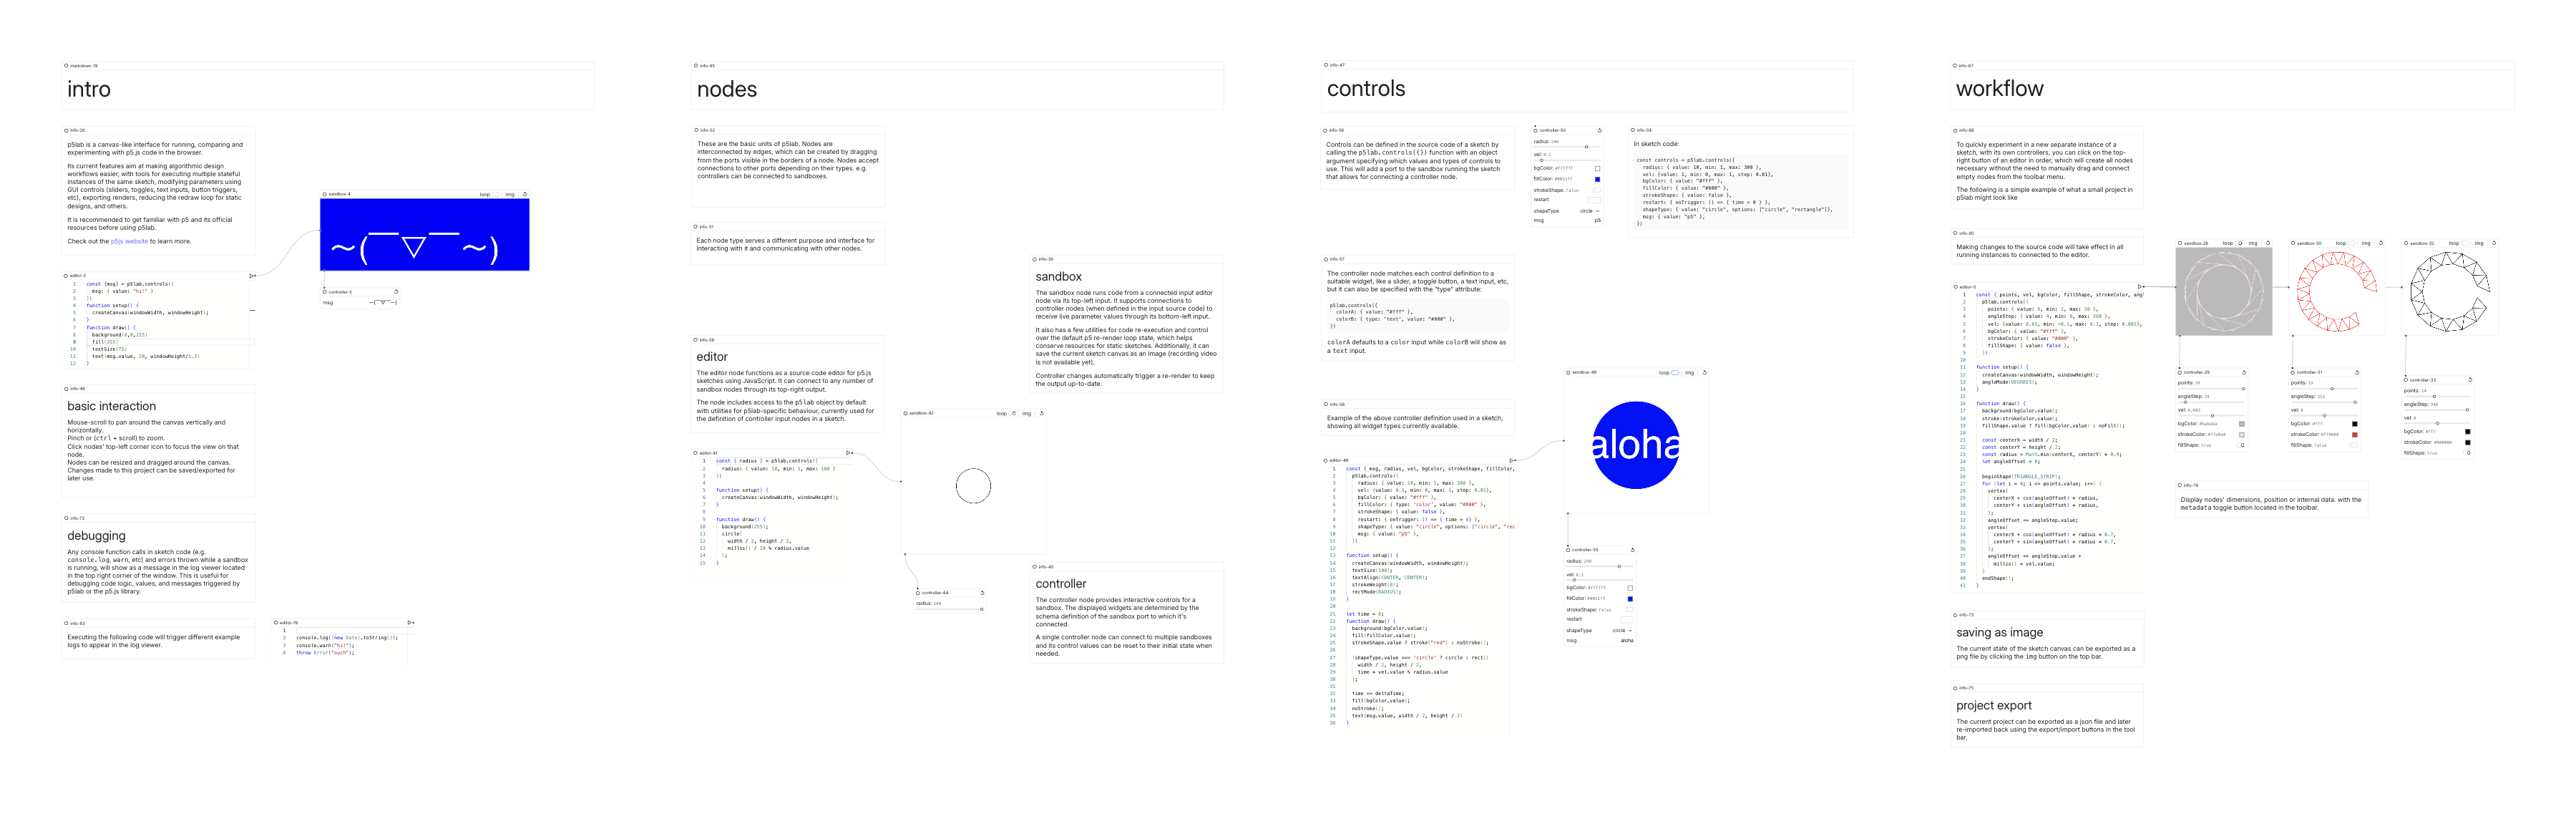 markdown-19
intro
info-26
p5lab is a canvas-like interface for running, comparing and
experimenting with p5.js code in the browser.
Its current features aim at making algorithmic design
workflows easier, with tools for executing multiple stateful
instances of the same sketch, modifying parameters using
GUI controls (sliders, toggles, text inputs, button triggers,
etc), exporting renders, reducing the redraw loop for static
designs, and others.
It is recommended to get familiar with p5 and its official
resources before using p5lab.
Check out the p5js website to learn more.
sandbox-4
loop
img
~(‾▽‾~)
editor-3
1 const {msg} = p5lab.controls({
2 msg: { value: "hi!" }
3 })
4 function setup() {
5 createCanvas(windowWidth, windowHeight);
6 }
7 function draw() {
8 background(0,0,255)
9 fill(255)
10 textSize(75)
11 text(msg.value, 20, windowHeight/1.2)
12 }
controller-5
msg ~(‾▽‾~)
basic interaction
Mouse-scroll to pan around the canvas vertically and
horizontally.
Pinch or (ctrl + scroll) to zoom.
Click nodes' top-left corner icon to focus the view on that
node.
Nodes can be resized and dragged around the canvas.
Changes made to this project can be saved/exported for
later use.
info-72
debugging
Any console function calls in sketch code (e.g.
console.log, warn, etc) and errors thrown while a sandbox
is running, will show as a message in the log viewer located
in the top right corner of the window. This is useful for
debugging code logic, values, and messages triggered by
p5lab or the p5.js library.
Executing the following code will trigger different example
logs to appear in the log viewer.
1
2 console.log((new Date).toString());
3 console.warn("hi!");
4 throw Error("ouch");
info-45
nodes
info-52
These are the basic units of p5lab. Nodes are
interconnected by edges, which can be created by dragging
from the ports visible in the borders of a node. Nodes accept
connections to other ports depending on their types. e.g.
controllers can be connected to sandboxes.
info-51
Each node type serves a different purpose and interface for
interacting with it and communicating with other nodes.
info-39
sandbox
The sandbox node runs code from a connected input editor
node via its top-left input. It supports connections to
controller nodes (when defined in the input source code) to
receive live parameter values through its bottom-left input.
It also has a few utilities for code re-execution and control
over the default p5 re-render loop state, which helps
conserve resources for static sketches. Additionally, it can
save the current sketch canvas as an image (recording video
is not available yet).
Controller changes automatically trigger a re-render to keep
the output up-to-date.
info-38
editor
The editor node functions as a source code editor for p5.js
sketches using JavaScript. It can connect to any number of
sandbox nodes through its top-right output.
The node includes access to the p5lab object by default
with utilities for p5lab-specific behaviour, currently used for
the definition of controller input nodes in a sketch.
sandbox-42
loop
img
editor-41
1 const { radius } = p5lab.controls({
2 radius: { value: 10, min: 1, max: 100 }
3 })
4
5 function setup() {
6 createCanvas(windowWidth, windowHeight);
7 }
8
9 function draw() {
10 background(255);
11 circle(
12 width / 2, height / 2,
13 millis() / 10 % radius.value
14 );
15 }
controller-44
radius: 100
info-40
controller
The controller node provides interactive controls for a
sandbox. The displayed widgets are determined by the
schema definition of the sandbox port to which it's
connected.
A single controller node can connect to multiple sandboxes
and its control values can be reset to their initial state when
needed.
info-47
controls
Controls can be defined in the source code of a sketch by
calling the p5lab.controls({}) function with an object
argument specifying which values and types of controls to
use. This will add a port to the sandbox running the sketch
that allows for connecting a controller node.
controller-50
radius: 240
vel: 0.1
bgColor: #ffffff
fillColor: #0011ff
strokeShape: false
restart
shapeType circle
msg p5
info-54
In sketch code:
const controls = p5lab.controls({
radius: { value: 10, min: 1, max: 300 },
vel: {value: 1, min: 0, max: 1, step: 0.01},
bgColor: { value: "#fff" },
fillColor: { value: "#000" },
strokeShape: { value: false },
restart: { onTrigger: () => { time = 0 } },
shapeType: { value: "circle", options: ["circle", "rectangle"]},
msg: { value: "p5" },
})
info-57
The controller node matches each control definition to a
suitable widget, like a slider, a toggle button, a text input, etc,
but it can also be specified with the "type" attribute:
p5lab.controls({
colorA: { value: "#fff" },
colorB: { type: 'text', value: "#000" },
})
colorA defaults to a color input while colorB will show as
a text input.
Example of the above controller definition used in a sketch,
showing all widget types currently available.
loop
img
aloha
1 const { msg, radius, vel, bgColor, strokeShape, fillColor,
2 p5lab.controls({
3 radius: { value: 10, min: 1, max: 300 },
4 vel: {value: 0.1, min: 0, max: 1, step: 0.01},
5 bgColor: { value: "#fff" },
6 fillColor: { type: 'color', value: "#000" },
7 strokeShape: { value: false },
8 restart: { onTrigger: () => { time = 0} },
9 shapeType: { value: "circle", options: ["circle", "rec
10 msg: { value: "p5" },
11 })
12
13 function setup() {
14 createCanvas(windowWidth, windowHeight);
15 textSize(100);
16 textAlign(CENTER, CENTER);
17 strokeWeight(8);
18 rectMode(RADIUS);
19 }
20
21 let time = 0;
22 function draw() {
23 background(bgColor.value);
24 fill(fillColor.value);
25 strokeShape.value ? stroke("red") : noStroke();
26
27 (shapeType.value === 'circle' ? circle : rect)(
28 width / 2, height / 2,
29 time * vel.value % radius.value
30 );
31
32 time += deltaTime;
33 fill(bgColor.value);
34 noStroke();
35 text(msg.value, width / 2, height / 2)
36 }
controller-55
radius: 240
vel: 0.1
bgColor: #ffffff
fillColor: #0011ff
strokeShape: false
restart
shapeType circle
msg aloha
info-67
workflow
To quickly experiment in a new separate instance of a
sketch, with its own controllers, you can click on the top-
right button of an editor in order, which will create all nodes
necessary without the need to manually drag and connect
empty nodes from the toolbar menu.
The following is a simple example of what a small project in
p5lab might look like
Making changes to the source code will take effect in all
running instances to connected to the editor.
loop
img
loop
img
sandbox-32
loop
img
1 const { points, vel, bgColor, fillShape, strokeColor, ang
2 p5lab.controls({
3 points: { value: 6, min: 1, max: 30 },
4 angleStep: { value: 0, min: 0, max: 360 },
5 vel: {value: 0.01, min: -0.1, max: 0.1, step: 0.001},
6 bgColor: { value: "#fff" },
7 strokeColor: { value: "#000" },
8 fillShape: { value: false },
9 })
10
11 function setup() {
12 createCanvas(windowWidth, windowHeight);
13 angleMode(DEGREES);
14 }
15
16 function draw() {
17 background(bgColor.value);
18 stroke(strokeColor.value);
19 fillShape.value ? fill(bgColor.value) : noFill();
20
21 const centerX = width / 2;
22 const centerY = height / 2;
23 const radius = Math.min(centerX, centerY) * 0.9;
24 let angleOffset = 0;
25
26 beginShape(TRIANGLE_STRIP);
27 for (let i = 0; i <= points.value; i++) {
28 vertex(
29 centerX + cos(angleOffset) * radius,
30 centerY + sin(angleOffset) * radius,
31 );
32 angleOffset += angleStep.value;
33 vertex(
34 centerX + cos(angleOffset) * radius * 0.7,
35 centerY + sin(angleOffset) * radius * 0.7,
36 );
37 angleOffset += angleStep.value +
38 millis() * vel.value;
39 }
40 endShape();
41 }
controller-29
points: 30
angleStep: 34
vel: 0.005
bgColor:
strokeColor:
fillShape: true
controller-31
points: 19
angleStep: 352
vel: 0
bgColor: #fff
strokeColor: #ff0000
fillShape: false
controller-33
points: 14
angleStep: 348
vel: 0
bgColor: #fff
strokeColor: #000000
fillShape: true
info-74
Display nodes' dimensions, position or internal data. with the
metadata toggle button located in the toolbar.
info-73
saving as image
The current state of the sketch canvas can be exported as a
png file by clicking the img button on the top bar.
info-75
project export
The current project can be exported as a json file and later
re-imported back using the export/import buttons in the tool
bar.